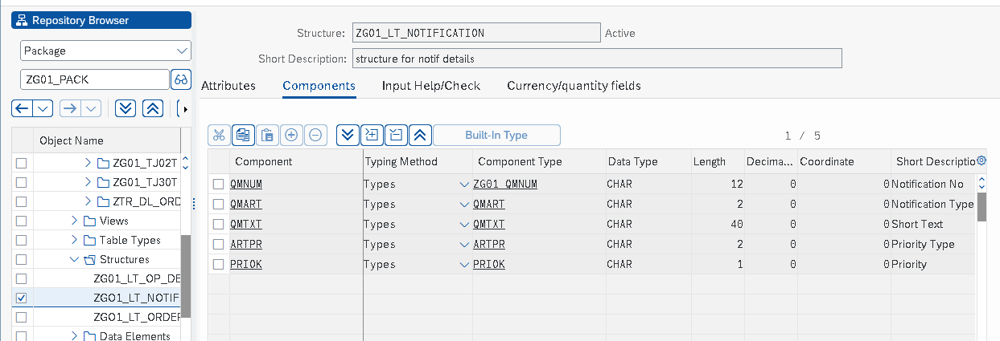 Repository Browser
Package
ZG01_PACK
Object Name
ZG01_TJ02T
ZG01_TJ30T
ZTR_DL_ORD
Views
Table Types
Structures
ZG01_LT_OP_DE
ZG01_LT_NOTIF
ZG01_LT_ORDER
Data Elements
Structure: ZG01_LT_NOTIFICATION Active
Short Description: structure for notif details
Attributes Components Input Help/Check Currency/quantity fields
Built-In Type 1 / 5
Component Typing Method Component Type Data Type Length Decima... Coordinate Short Descriptio
QMNUM Types ZG01_QMNUM CHAR 12 0 0 Notification No
QMART Types QMART CHAR 2 0 0 Notification Type
QMTXT Types QMTXT CHAR 40 0 0 Short Text
ARTPR Types ARTPR CHAR 2 0 0 Priority Type
PRIOK Types PRIOK CHAR 1 0 0 Priority